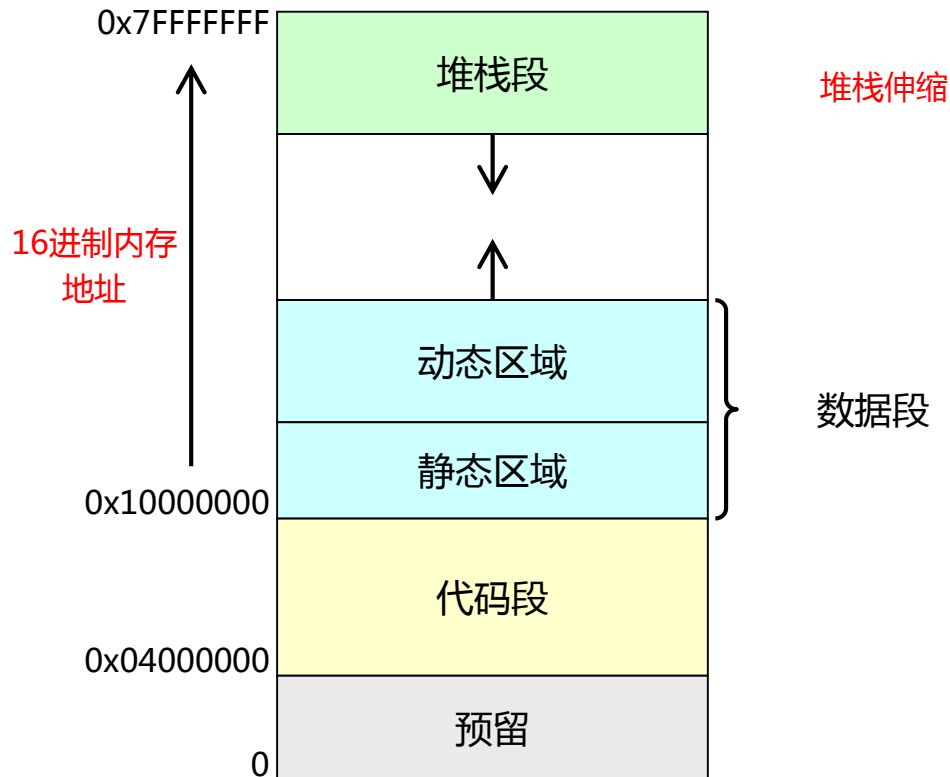 0x7FFFFFFF
堆栈段
堆栈伸缩
16进制内存
地址
动态区域
数据段
静态区域
0x10000000
代码段
0x04000000
预留
0